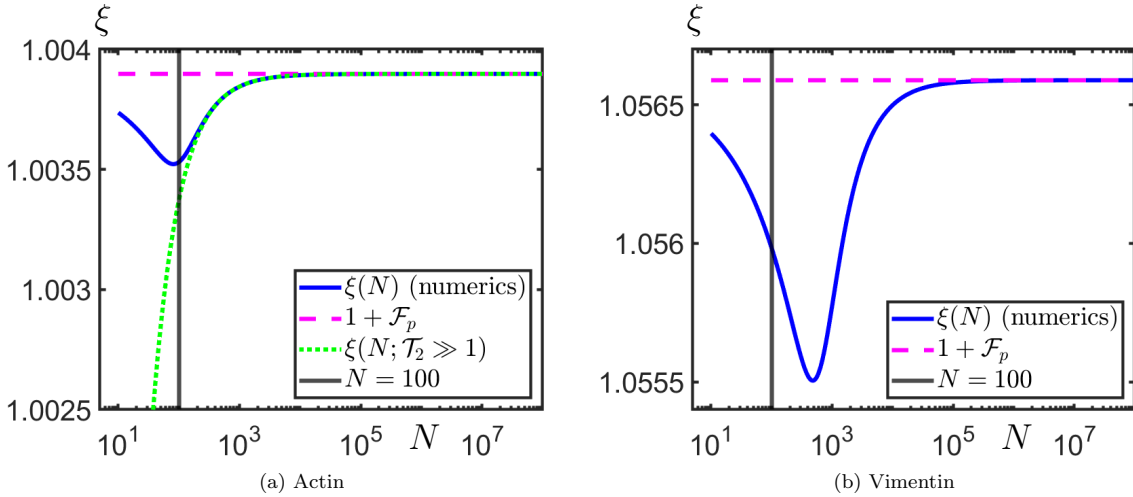 ξ
1.004
1.0035
1.003
1.0025
10^1
10^3
10^5
N
10^7
ξ(N) (numerics)
1 + 𝓕_p
ξ(N; 𝒯_2 ≫ 1)
N = 100
(a) Actin
ξ
1.0565
1.056
1.0555
10^1
10^3
10^5
N
10^7
ξ(N) (numerics)
1 + 𝓕_p
N = 100
(b) Vimentin